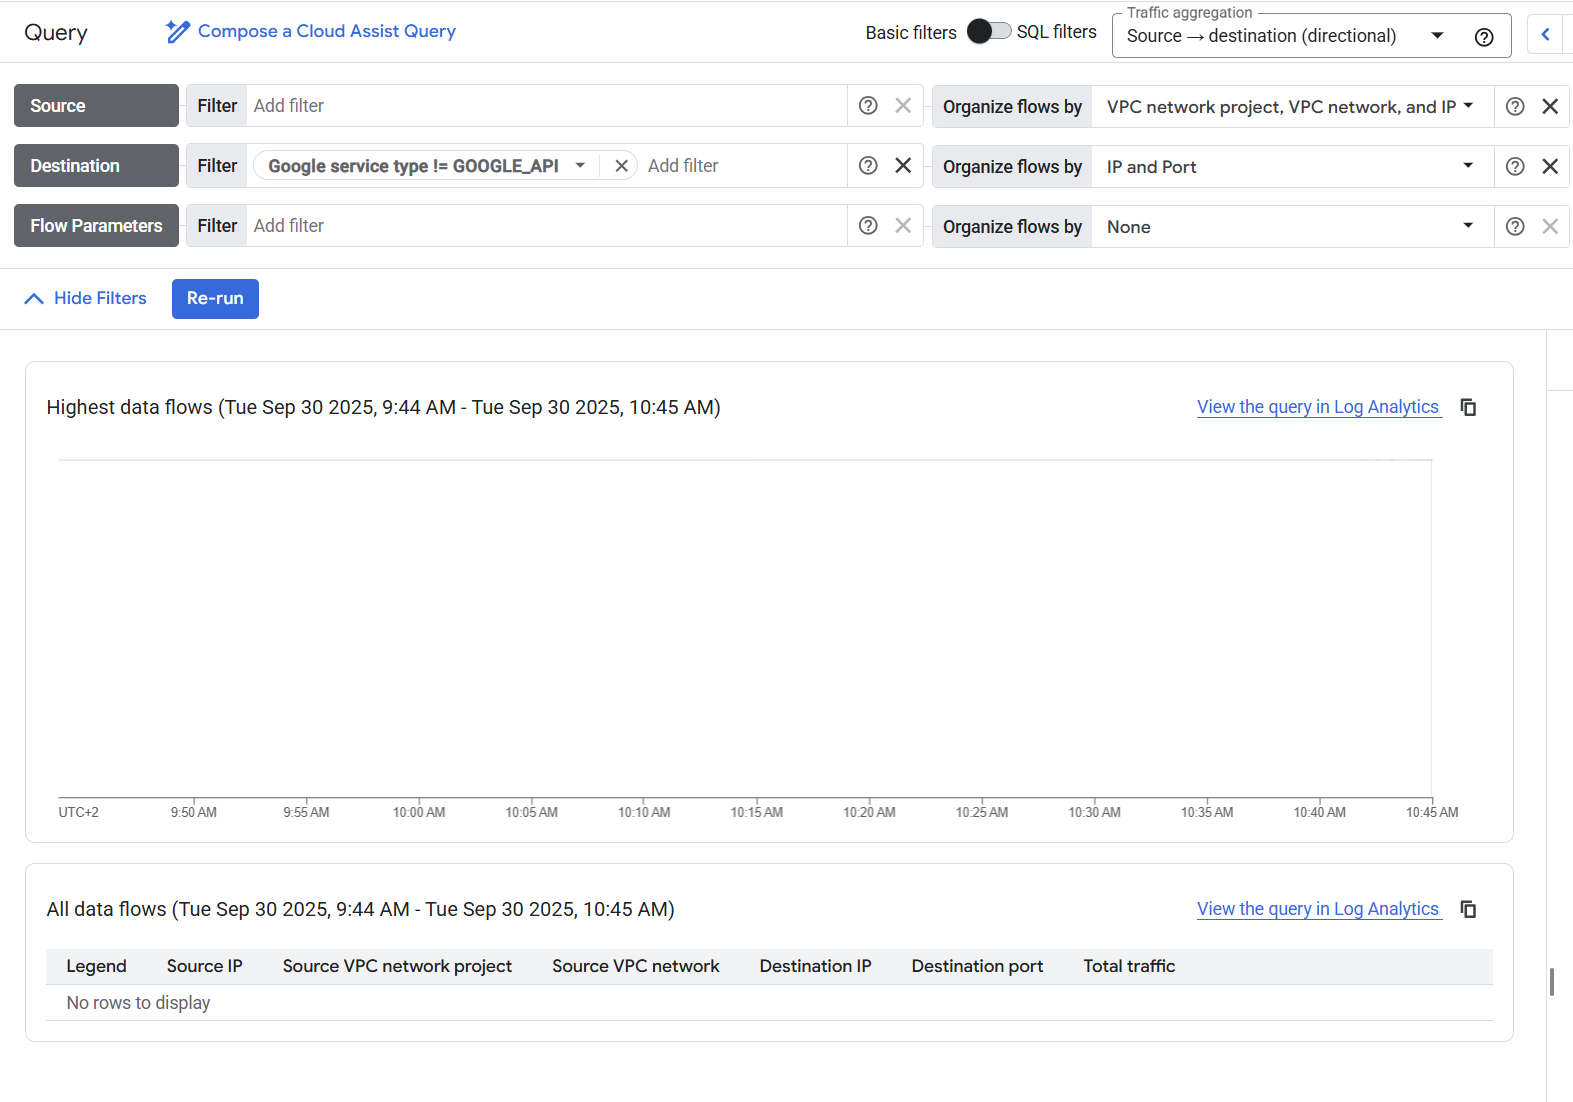 Query
Compose a Cloud Assist Query
Basic filters
SQL filters
Traffic aggregation
Source → destination (directional)
Source
Filter
Add filter
Organize flows by
VPC network project, VPC network, and IP
Destination
Filter
Google service type != GOOGLE_API
Add filter
Organize flows by
IP and Port
Flow Parameters
Filter
Add filter
Organize flows by
None
Hide Filters
Re-run
Highest data flows (Tue Sep 30 2025, 9:44 AM - Tue Sep 30 2025, 10:45 AM)
View the query in Log Analytics
UTC+2 9:50 AM 9:55 AM 10:00 AM 10:05 AM 10:10 AM 10:15 AM 10:20 AM 10:25 AM 10:30 AM 10:35 AM 10:40 AM 10:45 AM
All data flows (Tue Sep 30 2025, 9:44 AM - Tue Sep 30 2025, 10:45 AM)
View the query in Log Analytics
Legend Source IP Source VPC network project Source VPC network Destination IP Destination port Total traffic
No rows to display